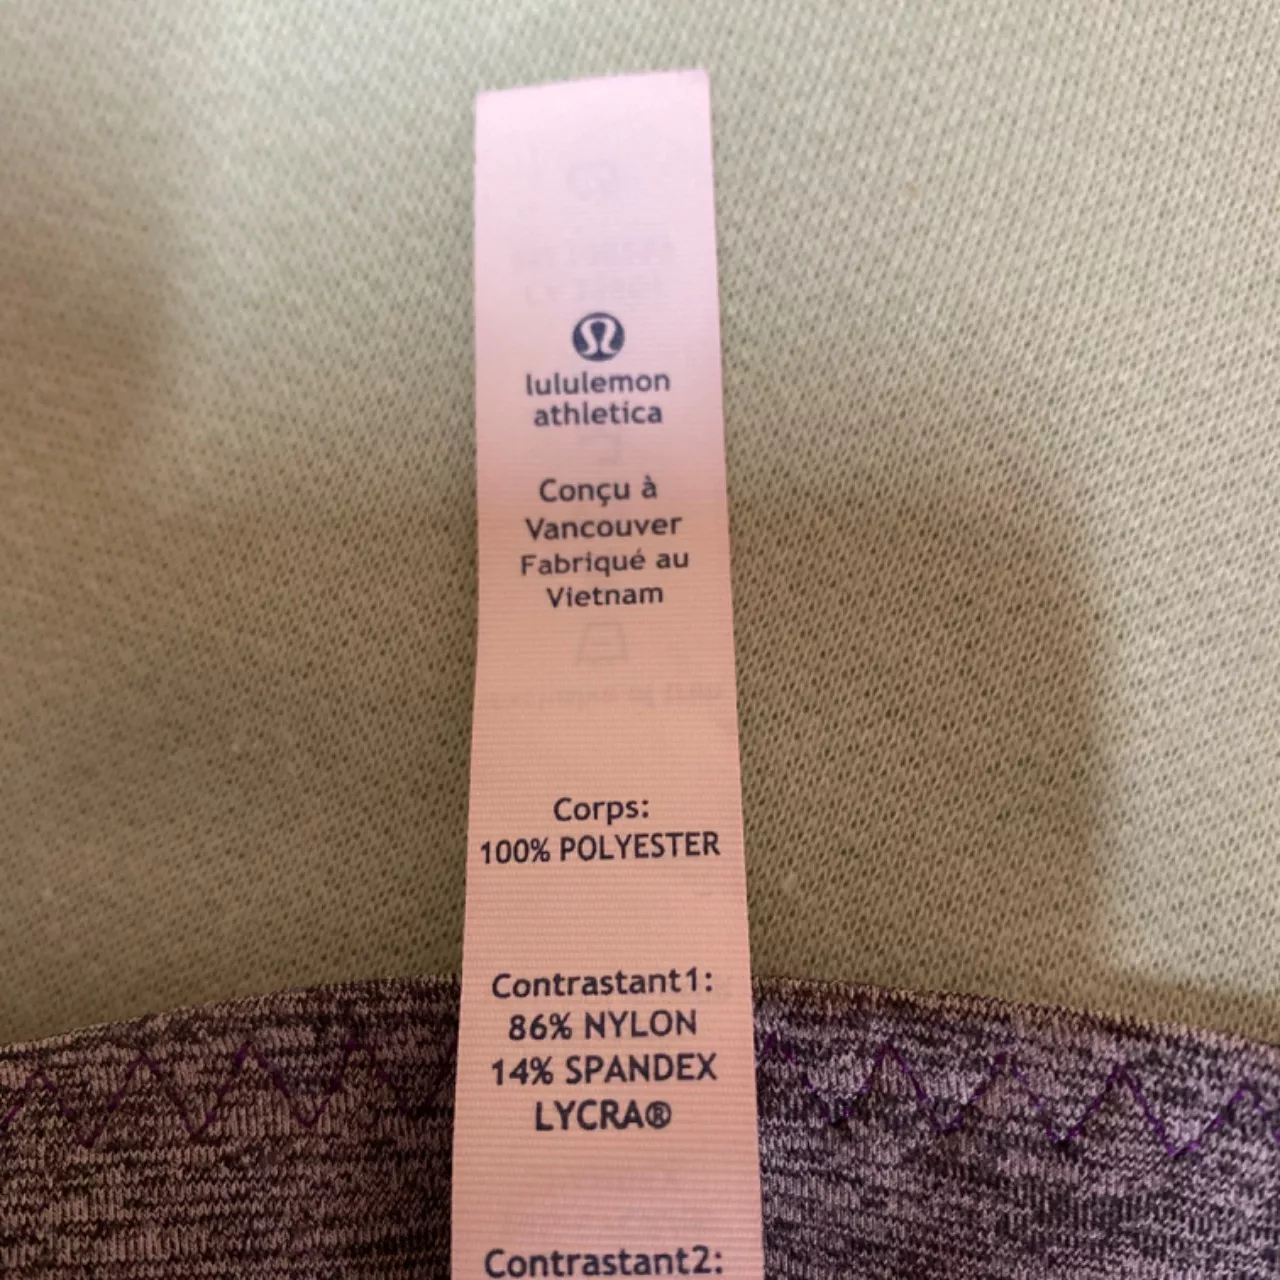 lululemon
athletica
Conçu à
Vancouver
Fabriqué au
Vietnam
Corps:
100% POLYESTER
Contrastant1:
86% NYLON
14% SPANDEX
LYCRA®
Contrastant2: